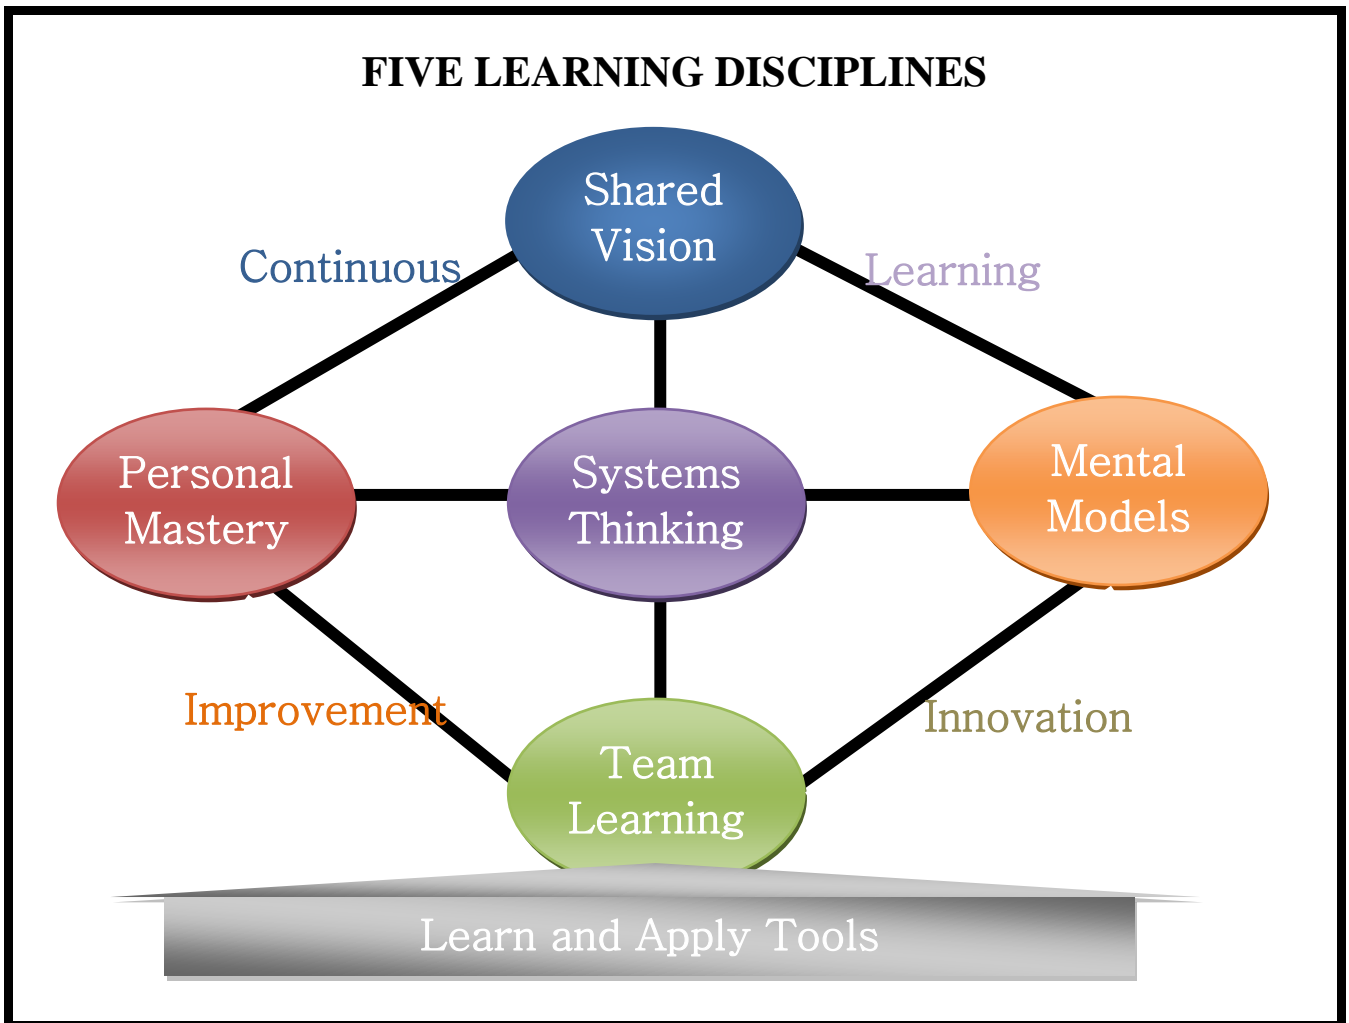 FIVE LEARNING DISCIPLINES
Shared
Vision
Continuous
Learning
Personal
Mastery
Systems
Thinking
Mental
Models
Improvement
Innovation
Team
Learning
Learn and Apply Tools